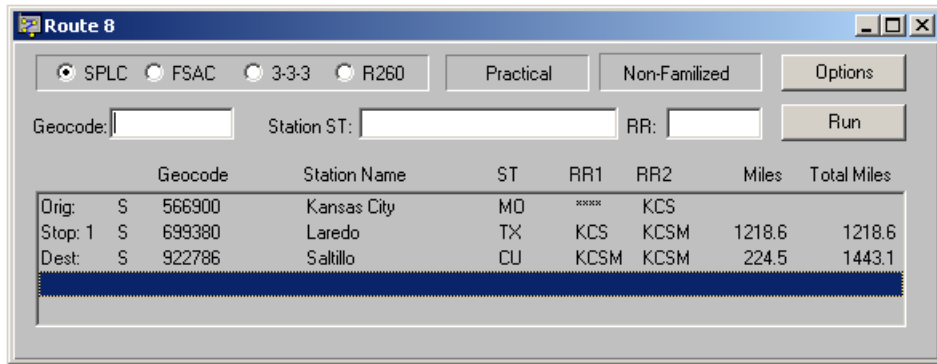 Route 8
SPLC FSAC 3-3-3 R260 Practical Non-Familized Options
Geocode: Station ST: RR: Run
Geocode Station Name ST RR1 RR2 Miles Total Miles
Orig: S 566900 Kansas City MO **** KCS
Stop: 1 S 699380 Laredo TX KCS KCSM 1218.6 1218.6
Dest: S 922786 Saltillo CU KCSM KCSM 224.5 1443.1